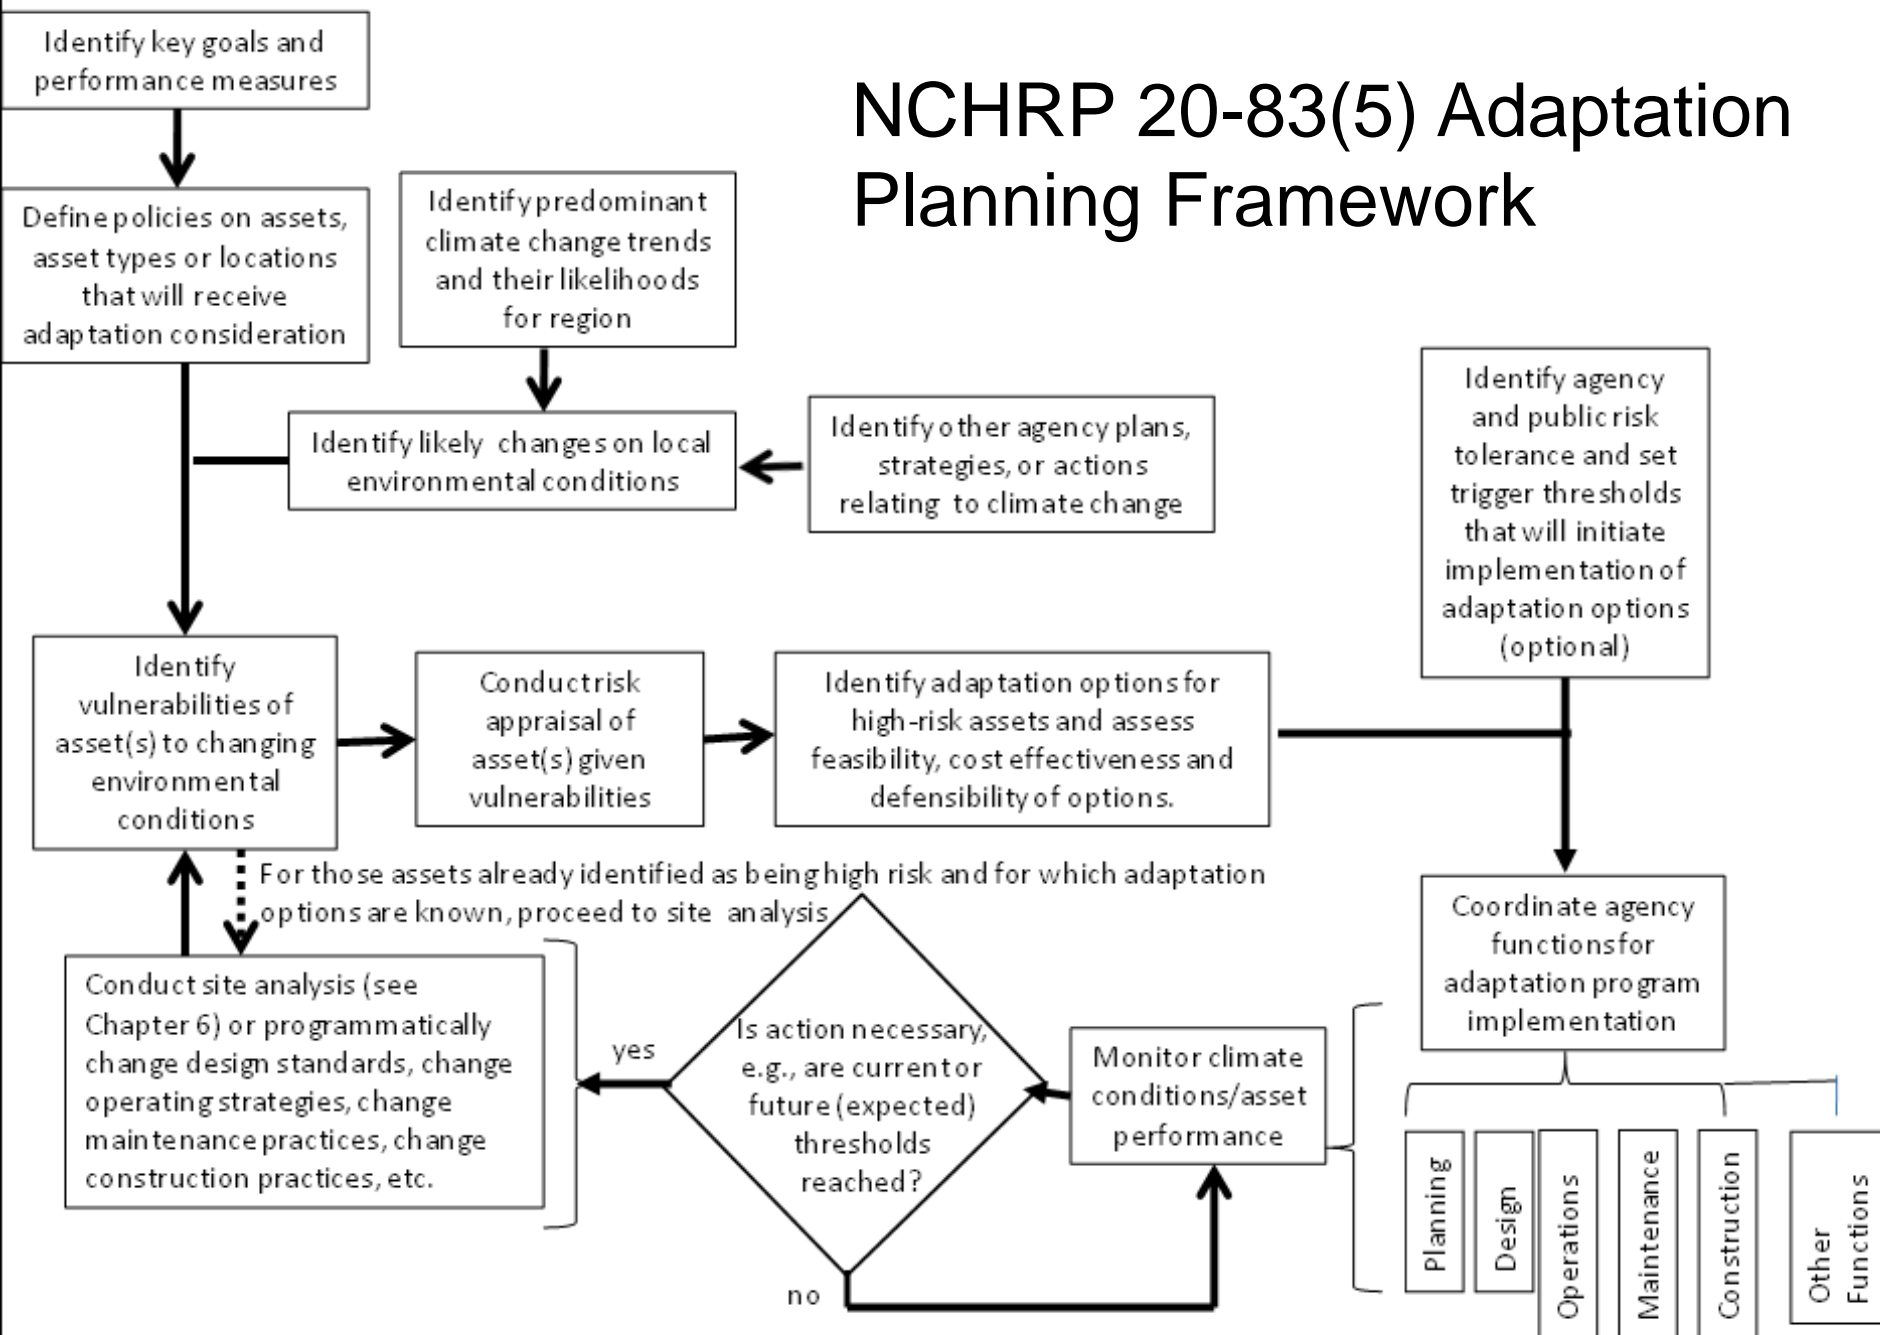 Identify key goals and
performance measures
NCHRP 20-83(5) Adaptation
Planning Framework
Define policies on assets,
asset types or locations
that will receive
adaptation consideration
Identify predominant
climate change trends
and their likelihoods
for region
Identify likely changes on local
environmental conditions
Identify other agency plans,
strategies, or actions
relating to climate change
Identify agency
and public risk
tolerance and set
trigger thresholds
that will initiate
implementation of
adaptation options
(optional)
Identify
vulnerabilities of
asset(s) to changing
environmental
conditions
Conduct risk
appraisal of
asset(s) given
vulnerabilities
Identify adaptation options for
high-risk assets and assess
feasibility, cost effectiveness and
defensibility of options.
For those assets already identified as being high risk and for which adaptation
options are known, proceed to site analysis
Coordinate agency
functions for
adaptation program
implementation
Conduct site analysis (see
Chapter 6) or programmatically
change design standards, change
operating strategies, change
maintenance practices, change
construction practices, etc.
yes
Is action necessary,
e.g., are current or
future (expected)
thresholds
reached?
no
Monitor climate
conditions/asset
performance
Planning
Design
Operations
Maintenance
Construction
Other
Functions